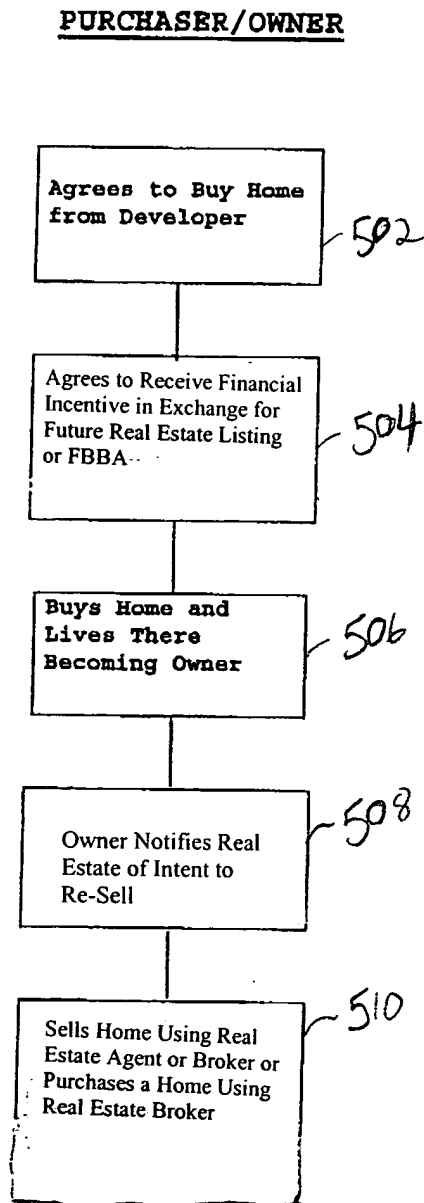 PURCHASER/OWNER
Agrees to Buy Home
from Developer
502
Agrees to Receive Financial
Incentive in Exchange for
Future Real Estate Listing
or FBBA
504
Buys Home and
Lives There
Becoming Owner
506
Owner Notifies Real
Estate of Intent to
Re-Sell
508
Sells Home Using Real
Estate Agent or Broker or
Purchases a Home Using
Real Estate Broker
510